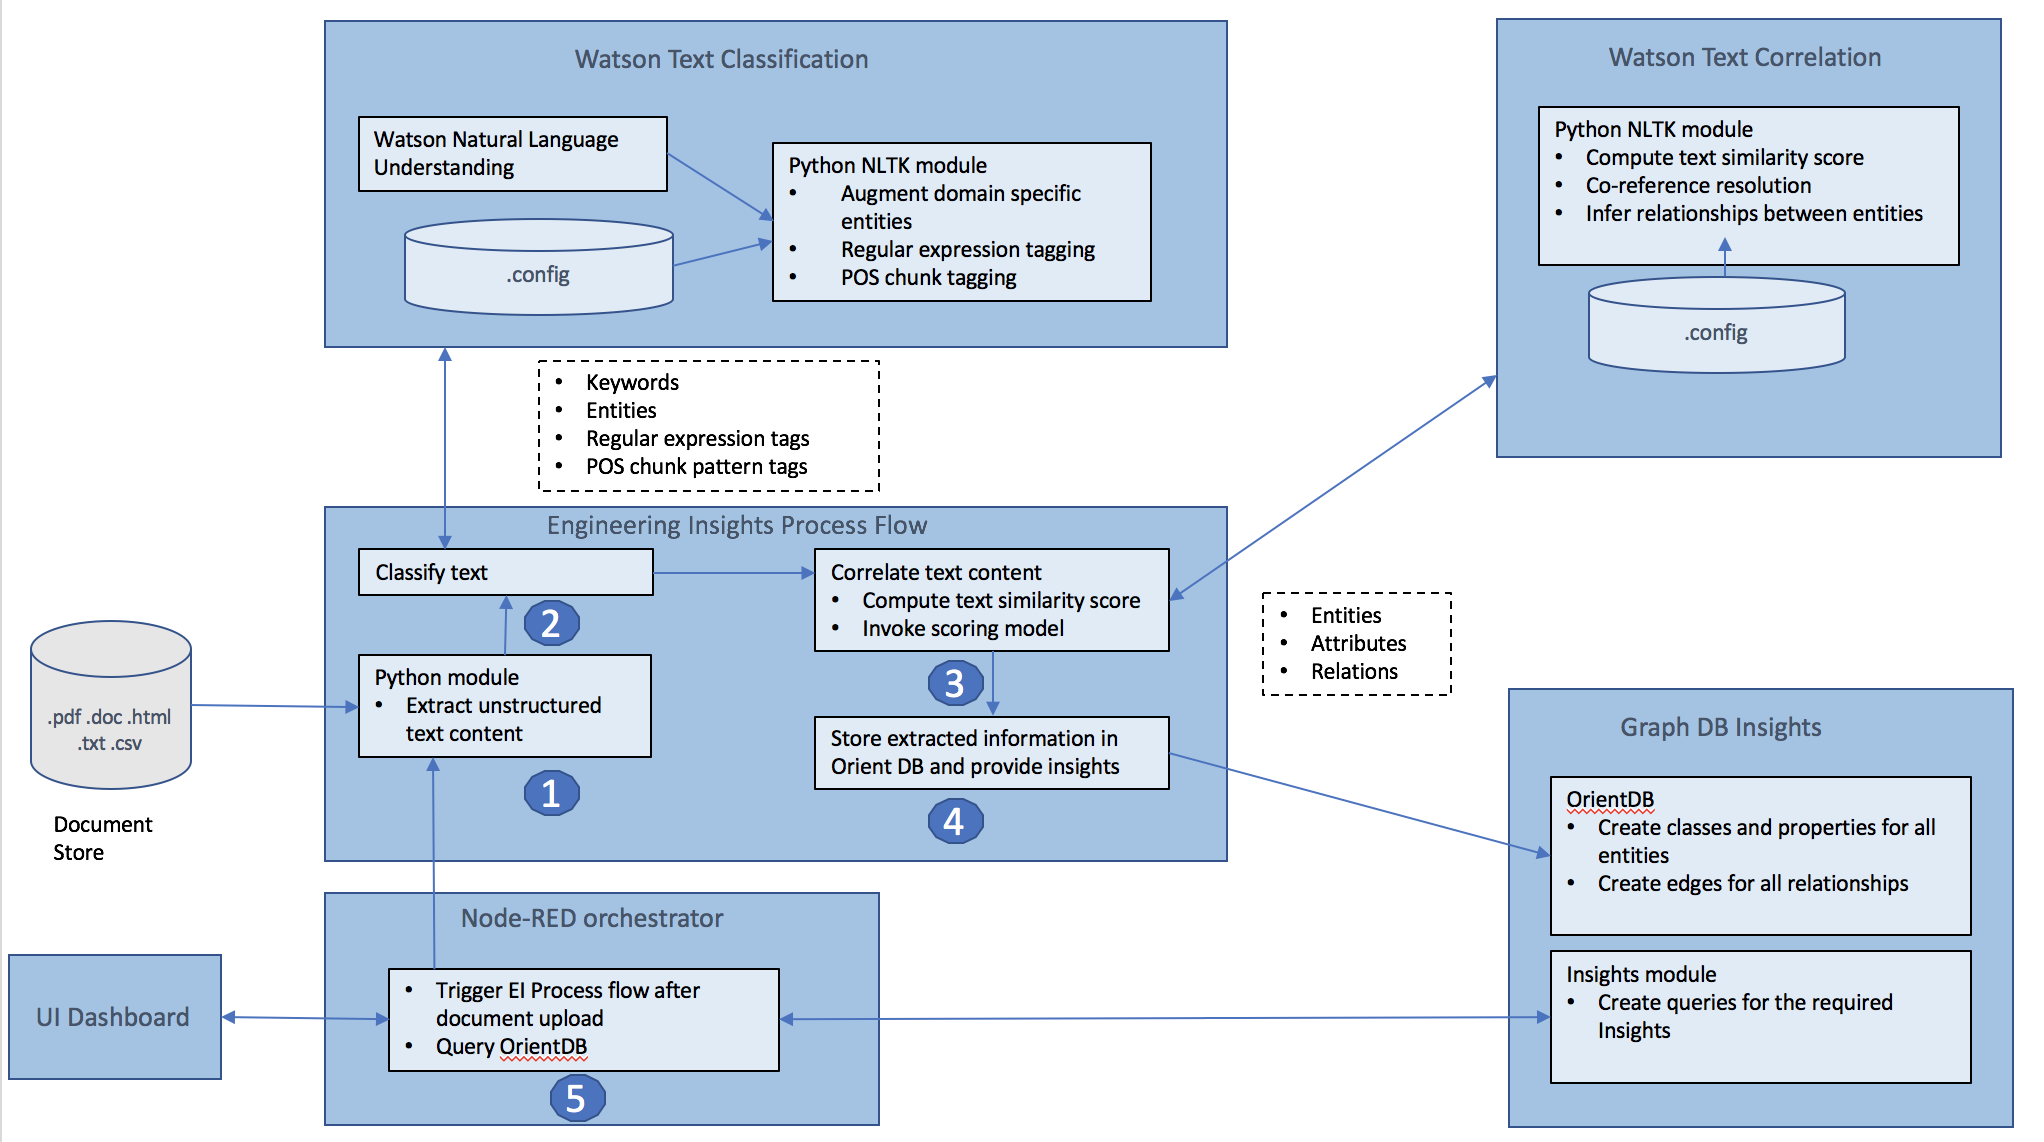 Watson Text Classification
Watson Natural Language
Understanding
.config
Python NLTK module
• Augment domain specific
entities
• Regular expression tagging
• POS chunk tagging
Watson Text Correlation
Python NLTK module
• Compute text similarity score
• Co-reference resolution
• Infer relationships between entities
.config
• Keywords
• Entities
• Regular expression tags
• POS chunk pattern tags
Engineering Insights Process Flow
Classify text
2
Python module
• Extract unstructured
text content
1
Correlate text content
• Compute text similarity score
• Invoke scoring model
3
Store extracted information in
Orient DB and provide insights
4
.pdf .doc .html
.txt .csv
Document
Store
• Entities
• Attributes
• Relations
Graph DB Insights
OrientDB
• Create classes and properties for all
entities
• Create edges for all relationships
Insights module
• Create queries for the required
Insights
Node-RED orchestrator
• Trigger EI Process flow after
document upload
• Query OrientDB
5
UI Dashboard